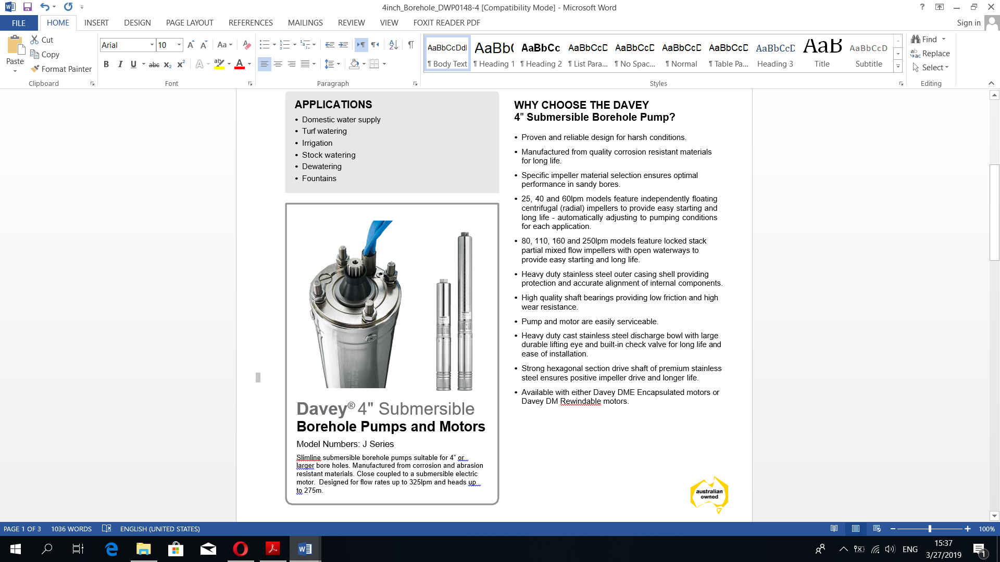 4inch_Borehole_DWP0148-4 [Compatibility Mode] - Microsoft Word
?
FILE
HOME
INSERT
DESIGN
PAGE LAYOUT
REFERENCES
MAILINGS
REVIEW
VIEW
FOXIT READER PDF
Sign in
Paste
Cut
Copy
Format Painter
Clipboard
Arial
10
Aa
B I U abc x₂ x² A A
Font
Paragraph
AaBbCcDdI
¶ Body Text
AaBbC
¶ Heading 1
AaBbCc
¶ Heading 2
AaBbCcD
¶ List Para...
AaBbCcD
¶ No Spac...
AaBbCcD
¶ Normal
AaBbCcD
¶ Table Pa...
AaBbCcD
Heading 3
AaB
Title
AaBbCcD
Subtitle
Styles
Find
Replace
Select
Editing
APPLICATIONS
• Domestic water supply
• Turf watering
• Irrigation
• Stock watering
• Dewatering
• Fountains
Davey® 4" Submersible
Borehole Pumps and Motors
Model Numbers: J Series
Slimline submersible borehole pumps suitable for 4” or
larger bore holes. Manufactured from corrosion and abrasion
resistant materials. Close coupled to a submersible electric
motor. Designed for flow rates up to 325lpm and heads up
to 275m.
WHY CHOOSE THE DAVEY
4" Submersible Borehole Pump?
• Proven and reliable design for harsh conditions.
• Manufactured from quality corrosion resistant materials
for long life.
• Specific impeller material selection ensures optimal
performance in sandy bores.
• 25, 40 and 60lpm models feature independently floating
centrifugal (radial) impellers to provide easy starting and
long life - automatically adjusting to pumping conditions
for each application.
• 80, 110, 160 and 250lpm models feature locked stack
partial mixed flow impellers with open waterways to
provide easy starting and long life.
• Heavy duty stainless steel outer casing shell providing
protection and accurate alignment of internal components.
• High quality shaft bearings providing low friction and high
wear resistance.
• Pump and motor are easily serviceable.
• Heavy duty cast stainless steel discharge bowl with large
durable lifting eye and built-in check valve for long life and
ease of installation.
• Strong hexagonal section drive shaft of premium stainless
steel ensures positive impeller drive and longer life.
• Available with either Davey DME Encapsulated motors or
Davey DM Rewindable motors.
australian
owned
PAGE 1 OF 3
1036 WORDS
ENGLISH (UNITED STATES)
100%
ENG
15:37
3/27/2019
1